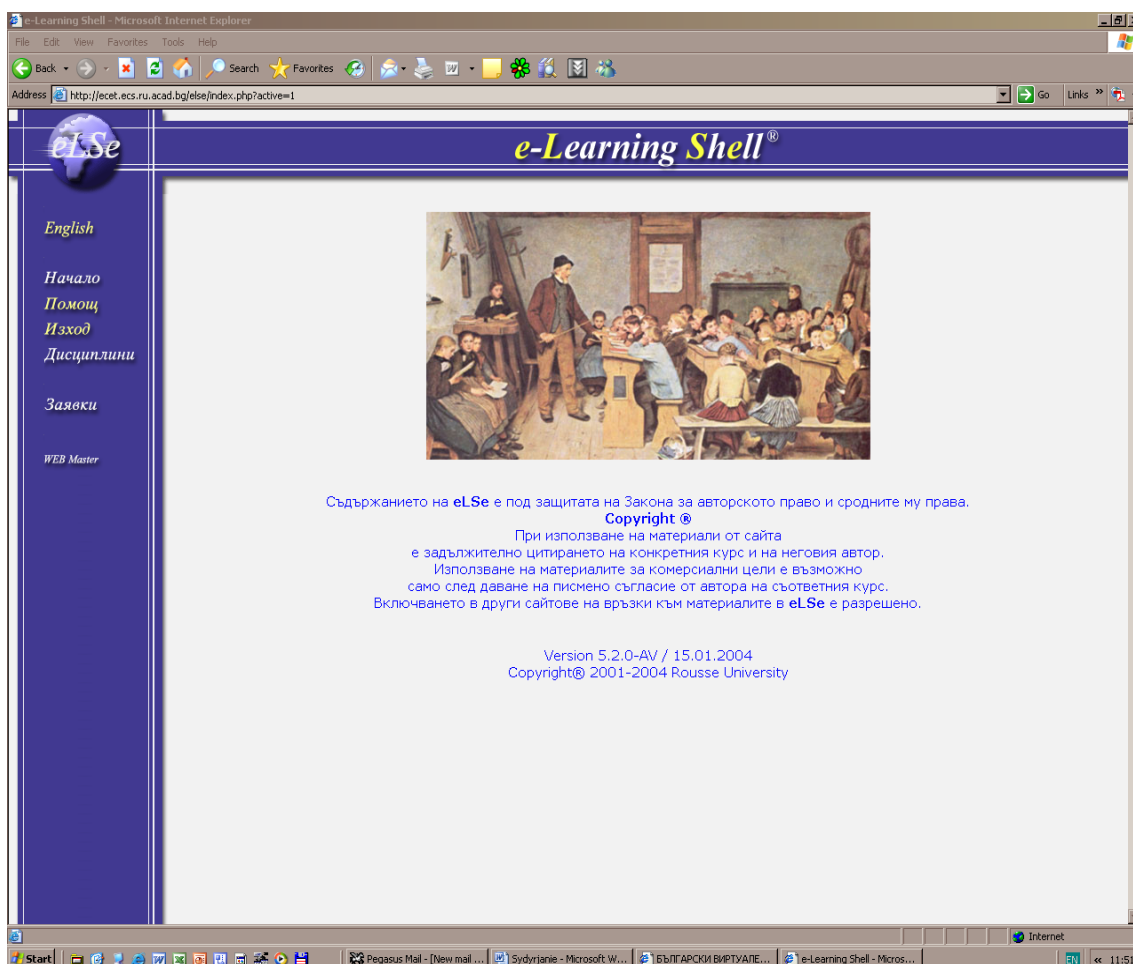 e-Learning Shell - Microsoft Internet Explorer
File Edit View Favorites Tools Help
Back Search Favorites
Address http://ecet.ecs.ru.acad.bg/else/index.php?active=1 Go Links »
eLSe
e-Learning Shell®
English
Начало
Помощ
Изход
Дисциплини
Заявки
WEB Master
Съдържанието на eLSe е под защитата на Закона за авторското право и сродните му права.
Copyright ®
При използване на материали от сайта
е задължително цитирането на конкретния курс и на неговия автор.
Използване на материалите за комерсиални цели е възможно
само след даване на писмено съгласие от автора на съответния курс.
Включването в други сайтове на връзки към материалите в eLSe е разрешено.
Version 5.2.0-AV / 15.01.2004
Copyright® 2001-2004 Rousse University
Internet
Start Pegasus Mail - [New mail ... Sydyrjanie - Microsoft W... БЪЛГАРСКИ ВИРТУАЛЕ... e-Learning Shell - Micros... EN « 11:51